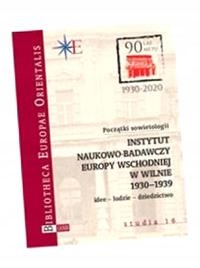 BIBLIOTHECA EUROPAE ORIENTALIS
E
90 LAT
1930-2020
Początki sowietologii
INSTYTUT
NAUKOWO-BADAWCZY
EUROPY WSCHODNIEJ
W WILNIE
1930–1939
idee – ludzie – dziedzictwo
studia 16